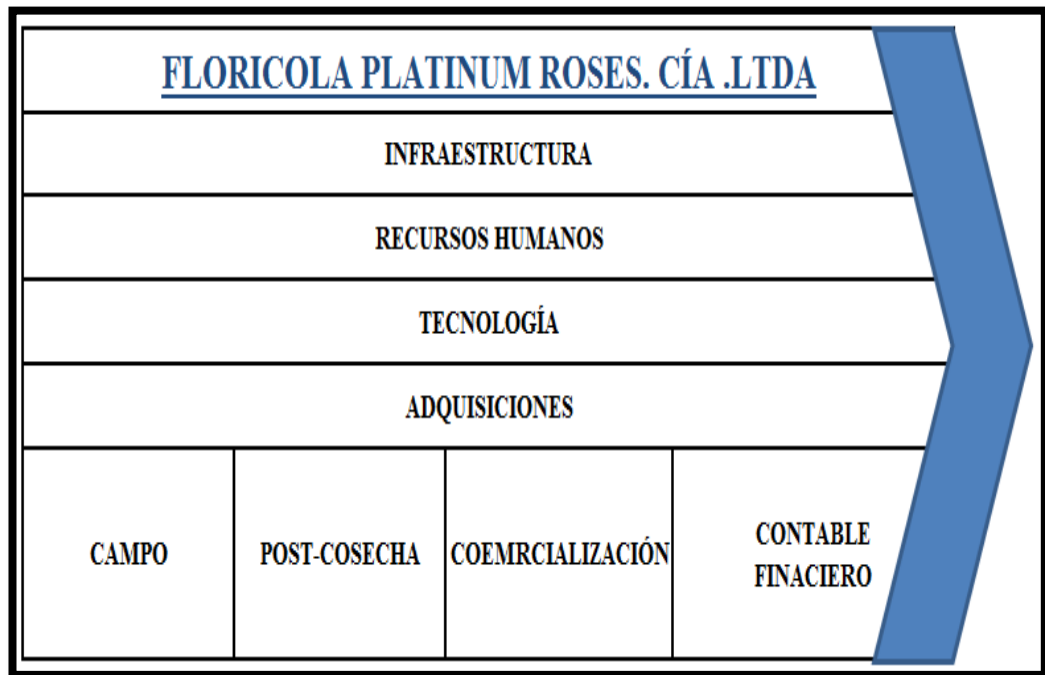 FLORICOLA PLATINUM ROSES. CÍA .LTDA
INFRAESTRUCTURA
RECURSOS HUMANOS
TECNOLOGÍA
ADQUISICIONES
CAMPO
POST-COSECHA
COEMRCIALIZACIÓN
CONTABLE
FINACIERO